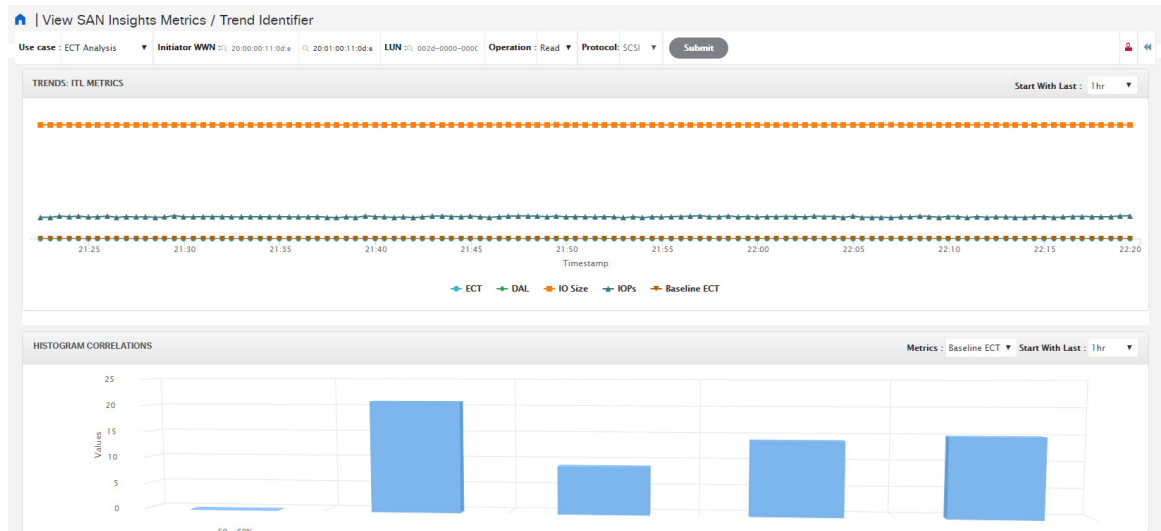 | View SAN Insights Metrics / Trend Identifier
Use case : ECT Analysis Initiator WWN : 20:00:00:11:0d:e 20:01:00:11:0d:e LUN : 002d-0000-0000 Operation : Read Protocol: SCSI Submit
TRENDS: ITL METRICS
Start With Last : 1hr
21:25 21:30 21:35 21:40 21:45 21:50 21:55 22:00 22:05 22:10 22:15 22:20
Timestamp
ECT DAL IO Size IOPs Baseline ECT
HISTOGRAM CORRELATIONS
Metrics : Baseline ECT Start With Last : 1hr
25
20
15
10
5
0
Values